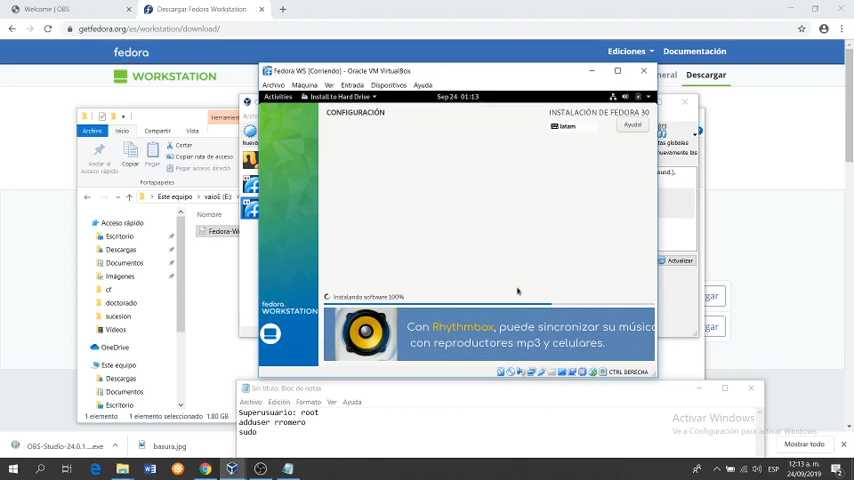 Welcome | OBS
Descargar Fedora Workstation
getfedora.org/es/workstation/download/
fedora
Ediciones
Documentación
WORKSTATION
Descargar
Fedora WS [Corriendo] - Oracle VM VirtualBox
Archivo Máquina Ver Entrada Dispositivos Ayuda
Activities Install to Hard Drive Sep 24 01:13
CONFIGURACIÓN
INSTALACIÓN DE FEDORA 30
latam
Ayuda!
Instalando software 100%
fedora.
WORKSTATION
Con Rhythmbox, puede sincronizar su músic
con reproductores mp3 y celulares.
CTRL DERECHA
Archivo Inicio Compartir Vista
Anclar al
Acceso rápido
Copiar Pegar
Cortar
Copiar ruta de acceso
Pegar acceso directo
Portapapeles
Este equipo vaioE (E:)
Nombre
Acceso rápido
Escritorio
Descargas
Documentos
Imágenes
cf
doctorado
sucesion
Vídeos
OneDrive
Este equipo
Descargas
Documentos
Escritorio
1 elemento 1 elemento seleccionado 1.80 GB
Actualizar
Sin título: Bloc de notas
Archivo Edición Formato Ver Ayuda
Superusuario: root
adduser rromero
sudo
Activar Windows
Ve a Configuración para activar Windows.
OBS-Studio-24.0.1....exe
basura.jpg
Mostrar todo
ESP
12:13 a. m.
24/09/2019
2